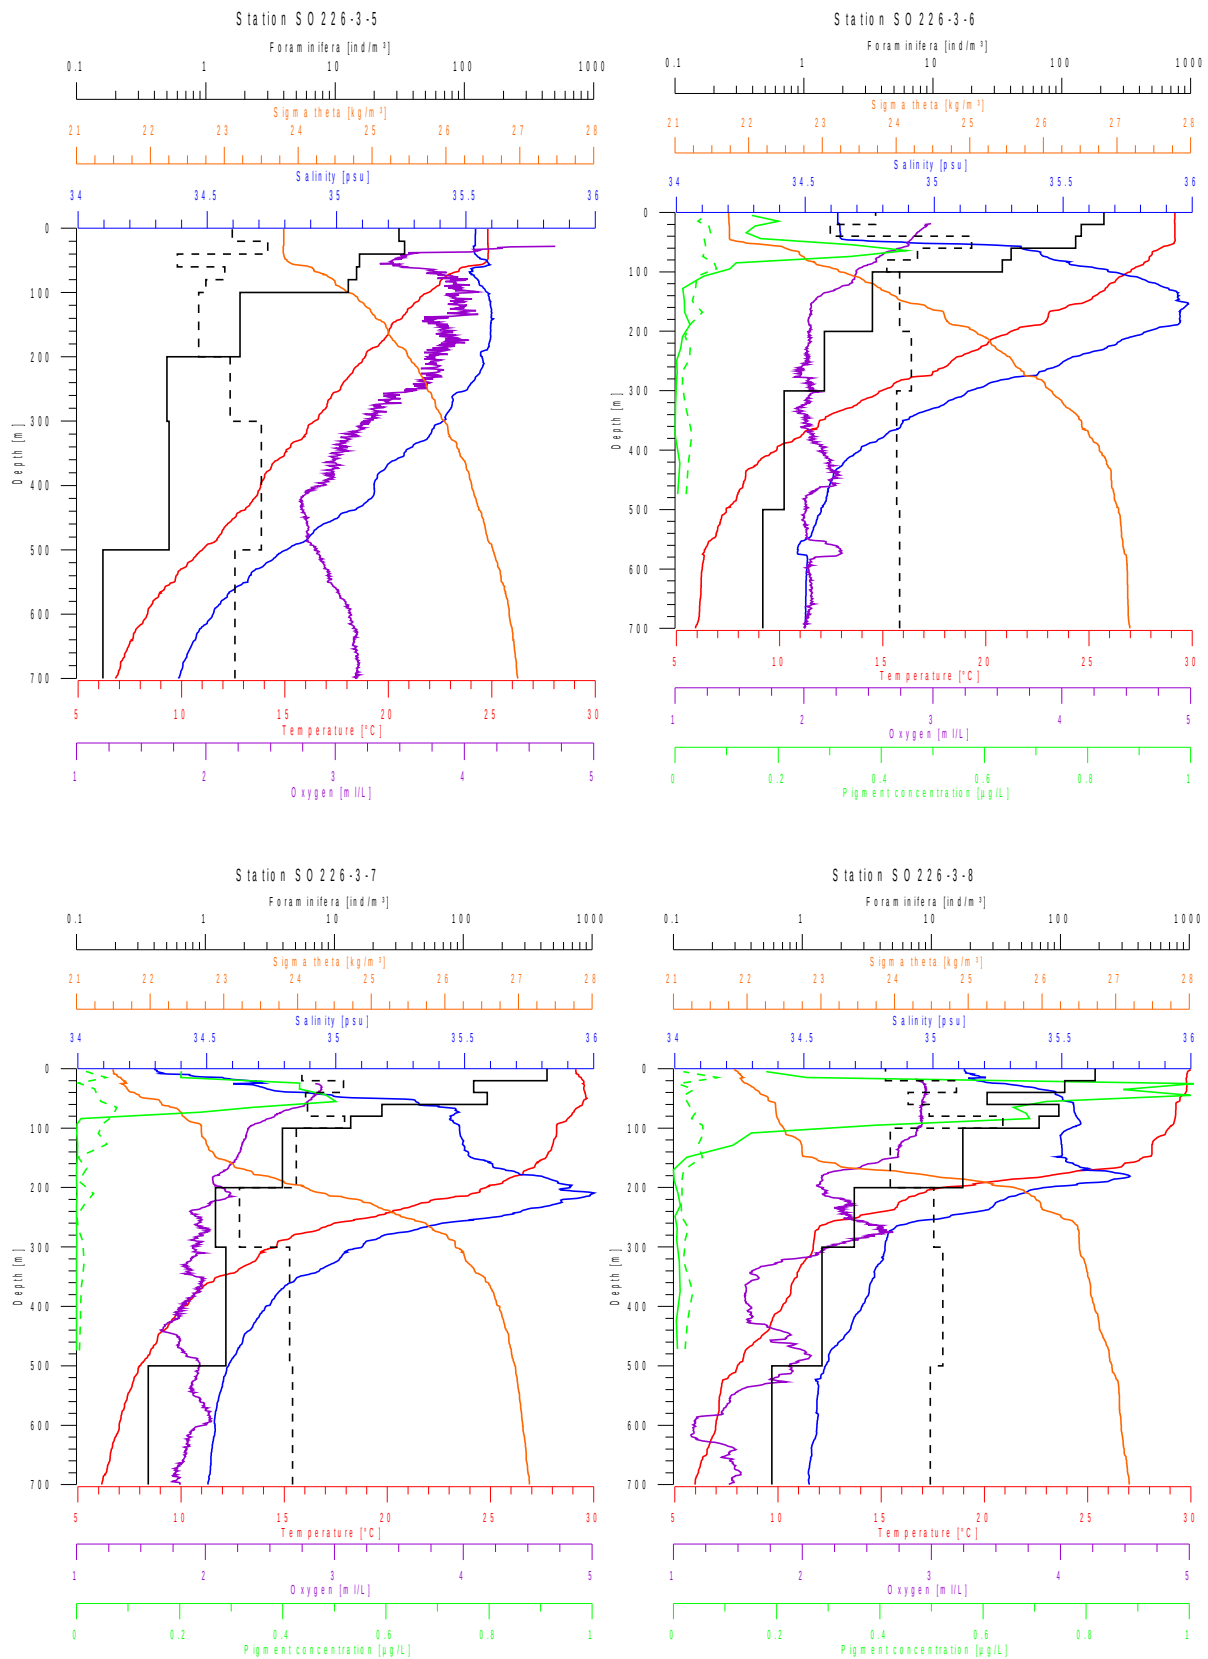 Station SO226-3-5
Foraminifera [ind/m³]
0.1 1 10 100 1000
Sigma theta [kg/m³]
21 22 23 24 25 26 27 28
Salinity [psu]
34 34.5 35 35.5 36
0
100
200
300
400
500
600
700
Depth [m]
5 10 15 20 25 30
Temperature [°C]
1 2 3 4 5
Oxygen [ml/L]
Station SO226-3-6
Foraminifera [ind/m³]
0.1 1 10 100 1000
Sigma theta [kg/m³]
21 22 23 24 25 26 27 28
Salinity [psu]
34 34.5 35 35.5 36
0
100
200
300
400
500
600
700
Depth [m]
5 10 15 20 25 30
Temperature [°C]
1 2 3 4 5
Oxygen [ml/L]
0 0.2 0.4 0.6 0.8 1
Pigment concentration [µg/L]
Station SO226-3-7
Foraminifera [ind/m³]
0.1 1 10 100 1000
Sigma theta [kg/m³]
21 22 23 24 25 26 27 28
Salinity [psu]
34 34.5 35 35.5 36
0
100
200
300
400
500
600
700
Depth [m]
5 10 15 20 25 30
Temperature [°C]
1 2 3 4 5
Oxygen [ml/L]
0 0.2 0.4 0.6 0.8 1
Pigment concentration [µg/L]
Station SO226-3-8
Foraminifera [ind/m³]
0.1 1 10 100 1000
Sigma theta [kg/m³]
21 22 23 24 25 26 27 28
Salinity [psu]
34 34.5 35 35.5 36
0
100
200
300
400
500
600
700
Depth [m]
5 10 15 20 25 30
Temperature [°C]
1 2 3 4 5
Oxygen [ml/L]
0 0.2 0.4 0.6 0.8 1
Pigment concentration [µg/L]